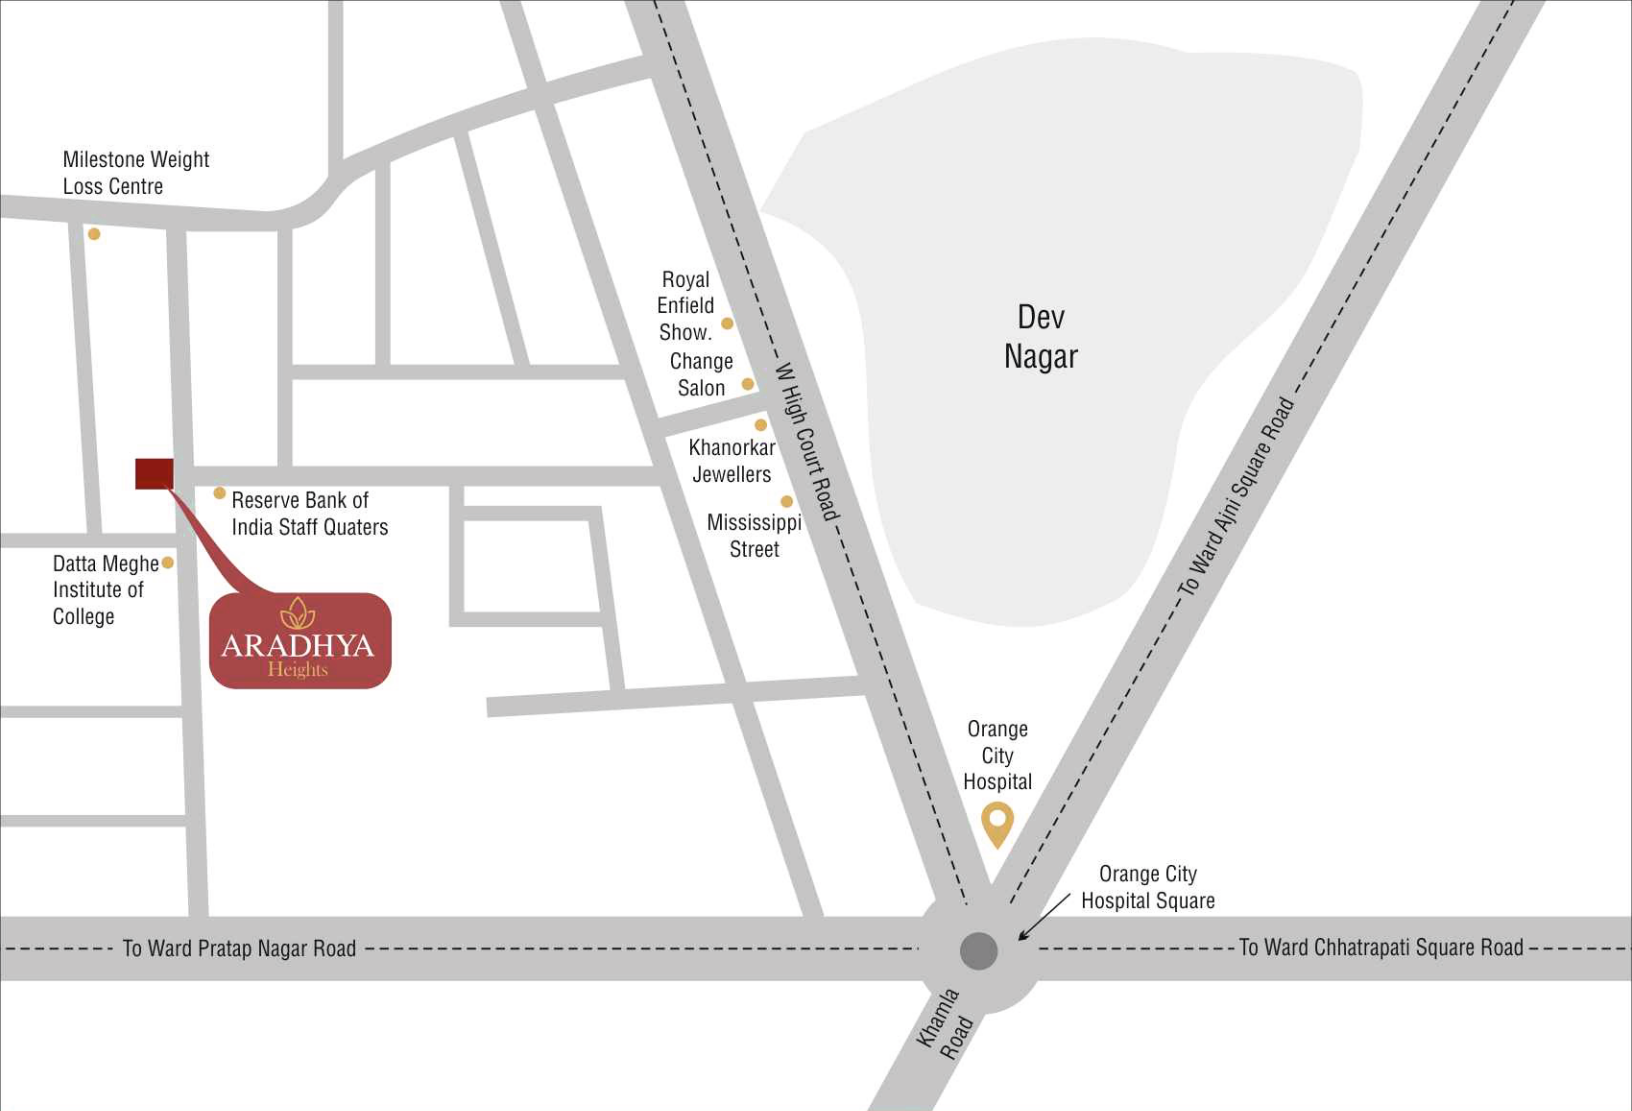 Milestone Weight
Loss Centre
Royal
Enfield
Show.
Change
Salon
Khanorkar
Jewellers
Mississippi
Street
W High Court Road
Dev
Nagar
To Ward Ajni Square Road
Reserve Bank of
India Staff Quaters
Datta Meghe
Institute of
College
ARADHYA
Heights
Orange
City
Hospital
Orange City
Hospital Square
To Ward Pratap Nagar Road
To Ward Chhatrapati Square Road
Khamla
Road